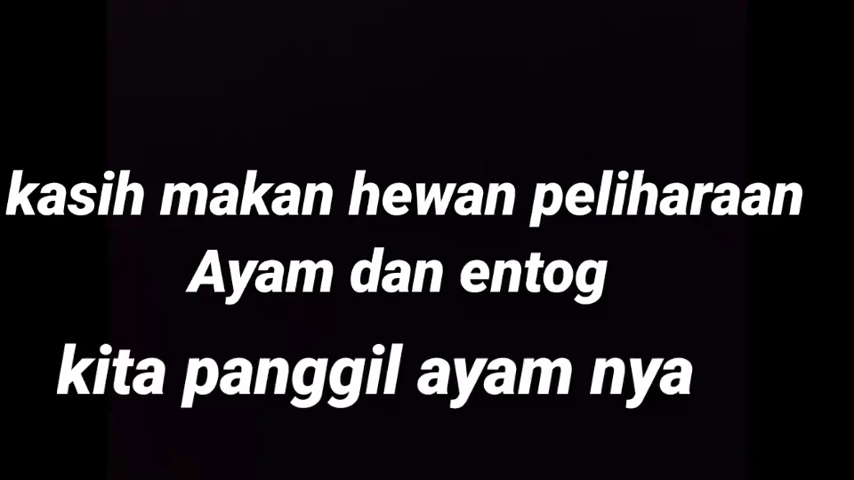 kasih makan hewan peliharaan
Ayam dan entog
kita panggil ayam nya